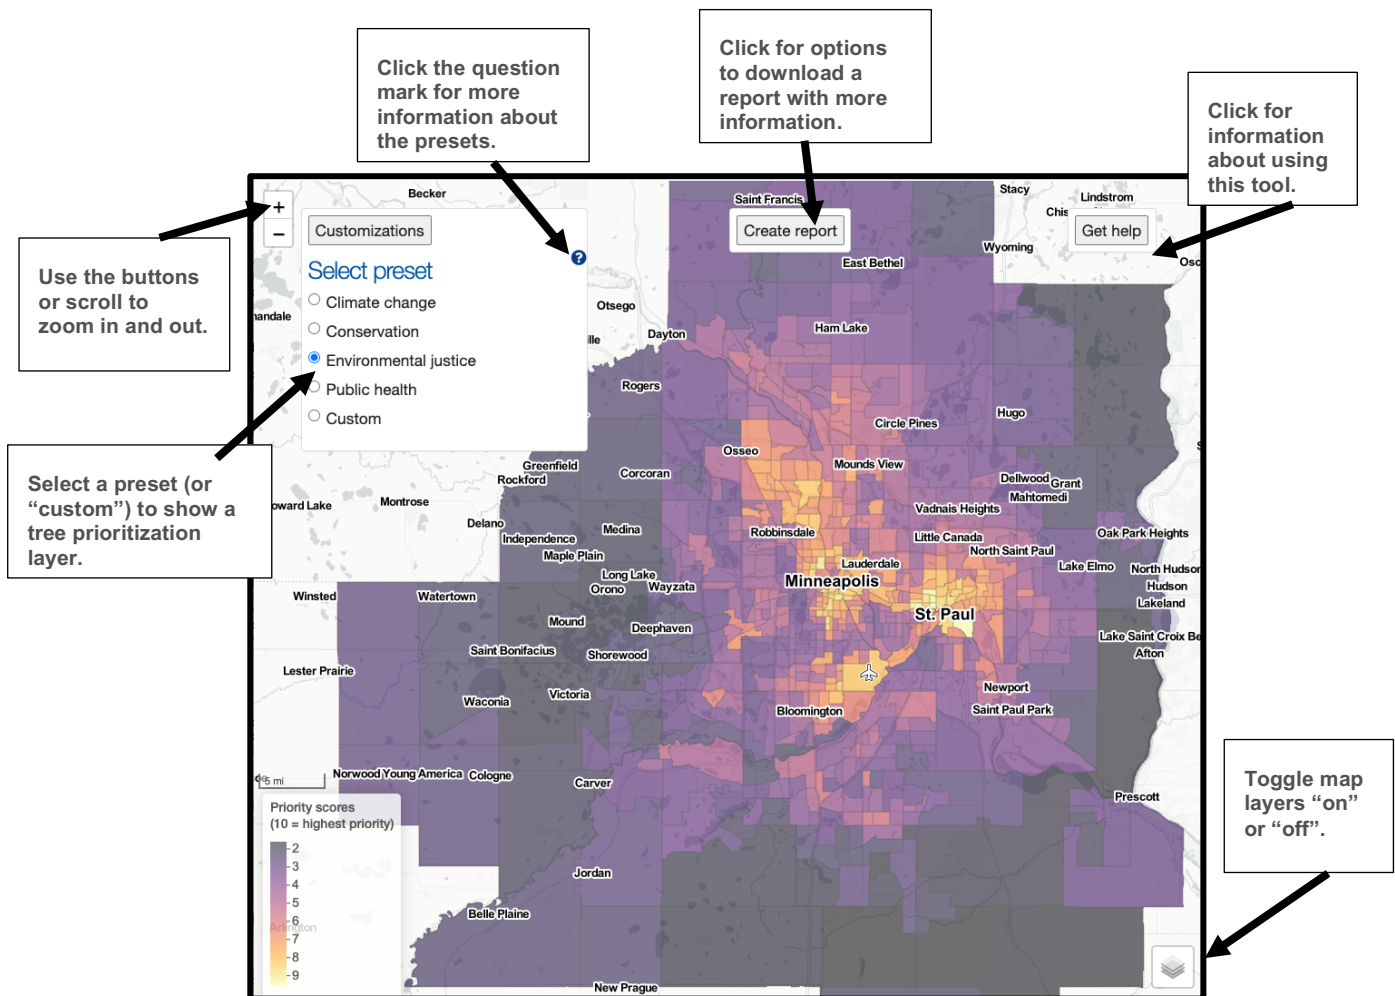 Click the question
mark for more
information about
the presets.
Click for options
to download a
report with more
information.
Click for
information
about using
this tool.
Use the buttons
or scroll to
zoom in and out.
Select a preset (or
“custom”) to show a
tree prioritization
layer.
Toggle map
layers “on”
or “off”.
+
−
Customizations
?
Select preset
Climate change
Conservation
Environmental justice
Public health
Custom
Create report
Get help
Becker
Saint Francis
Stacy
Lindstrom
Wyoming
East Bethel
Otsego
Dayton
Ham Lake
Rogers
Hugo
Circle Pines
Osseo
Mounds View
Greenfield
Rockford
Corcoran
Dellwood
Grant
Mahtomedi
Montrose
oward Lake
Vadnais Heights
Delano
Independence
Medina
Robbinsdale
Little Canada
Oak Park Heights
North Saint Paul
Maple Plain
Lauderdale
Lake Elmo
North Hudson
Long Lake
Orono
Wayzata
Minneapolis
Hudson
Winsted
Watertown
Lakeland
St. Paul
Mound
Deephaven
Lake Saint Croix Be
Afton
Saint Bonifacius
Shorewood
Lester Prairie
Newport
Victoria
Waconia
Bloomington
Saint Paul Park
Norwood Young America
Cologne
Carver
Prescott
5 mi
Priority scores
(10 = highest priority)
2
3
4
5
6
7
8
9
Jordan
Belle Plaine
New Prague